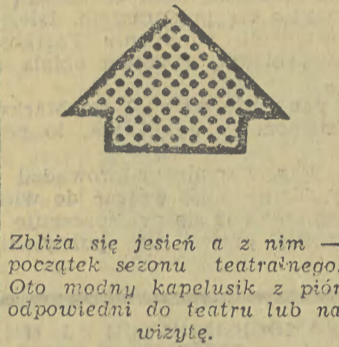 Zbliża się jesień a z nim —
początek sezonu teatralnego.
Oto modny kapelusik z piór
odpowiedni do teatru lub na
wizytę.